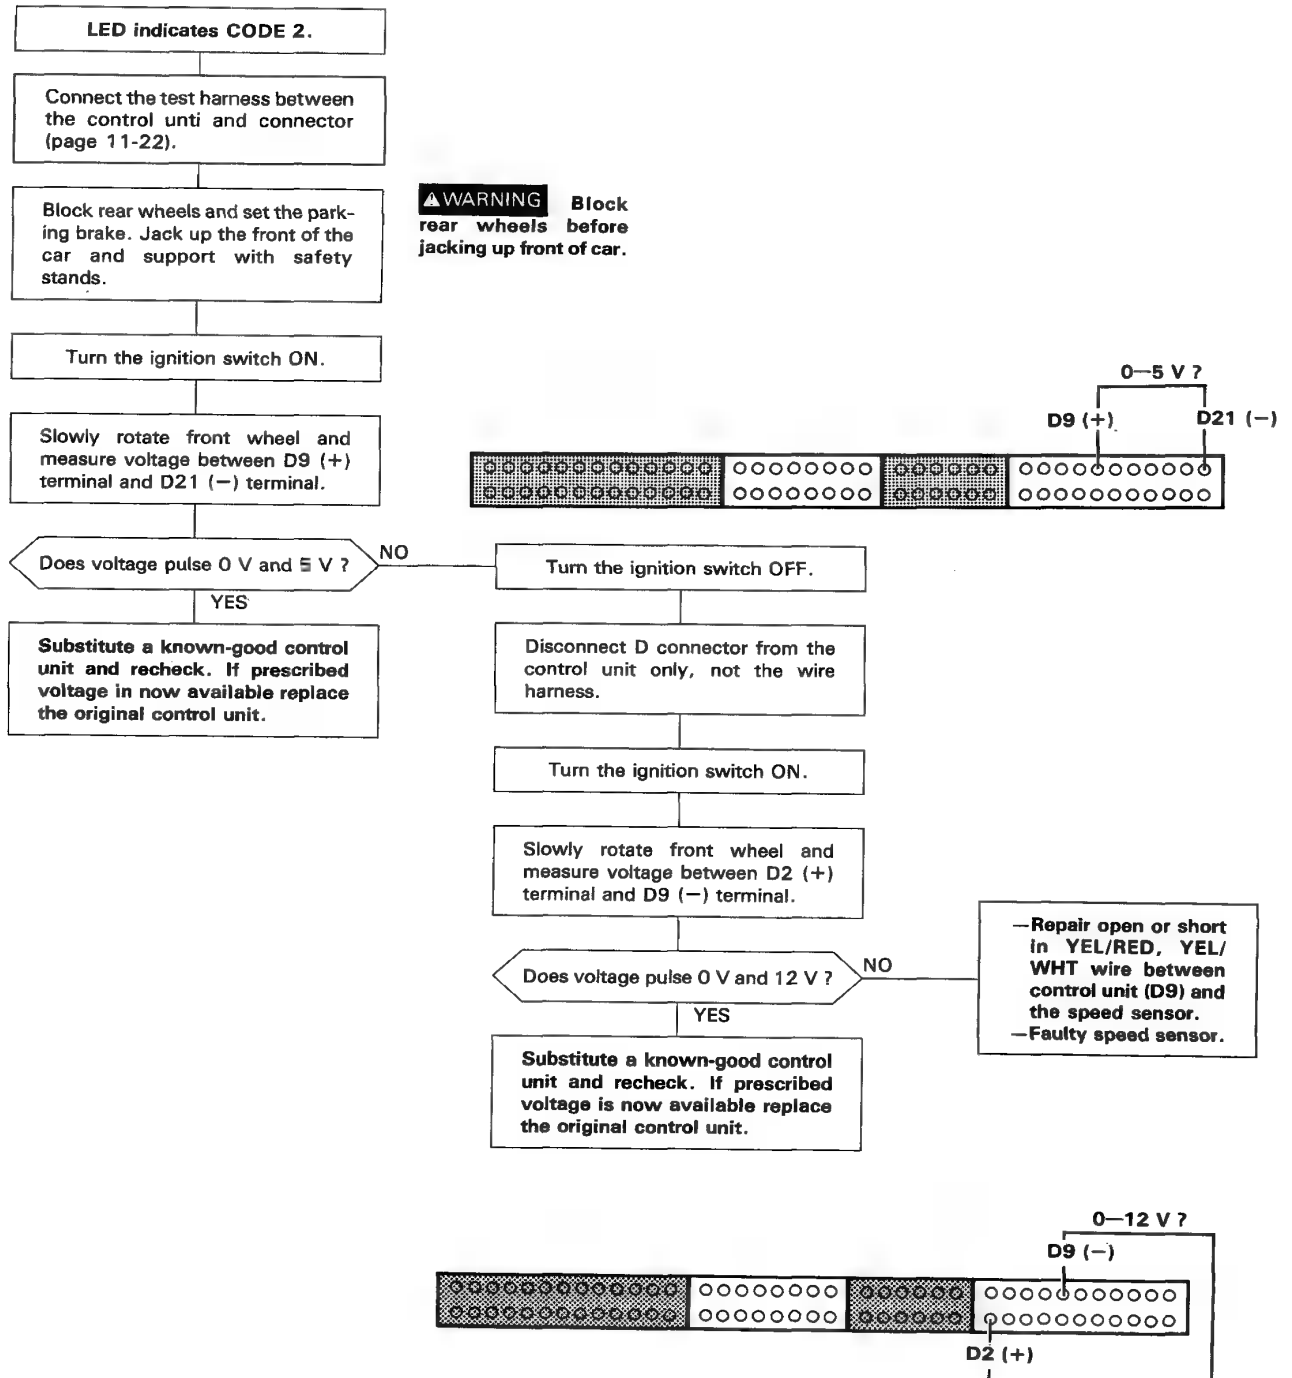 LED indicates CODE 2.
Connect the test harness between
the control unti and connector
(page 11-22).
Block rear wheels and set the park-
ing brake. Jack up the front of the
car and support with safety
stands.
⚠WARNING Block
rear wheels before
jacking up front of car.
Turn the ignition switch ON.
Slowly rotate front wheel and
measure voltage between D9 (+)
terminal and D21 (−) terminal.
0—5 V ?
D9 (+)
D21 (−)
Does voltage pulse 0 V and 5 V ?
NO
YES
Substitute a known-good control
unit and recheck. If prescribed
voltage in now available replace
the original control unit.
Turn the ignition switch OFF.
Disconnect D connector from the
control unit only, not the wire
harness.
Turn the ignition switch ON.
Slowly rotate front wheel and
measure voltage between D2 (+)
terminal and D9 (−) terminal.
Does voltage pulse 0 V and 12 V ?
NO
YES
—Repair open or short
in YEL/RED, YEL/
WHT wire between
control unit (D9) and
the speed sensor.
—Faulty speed sensor.
Substitute a known-good control
unit and recheck. If prescribed
voltage is now available replace
the original control unit.
0—12 V ?
D9 (−)
D2 (+)